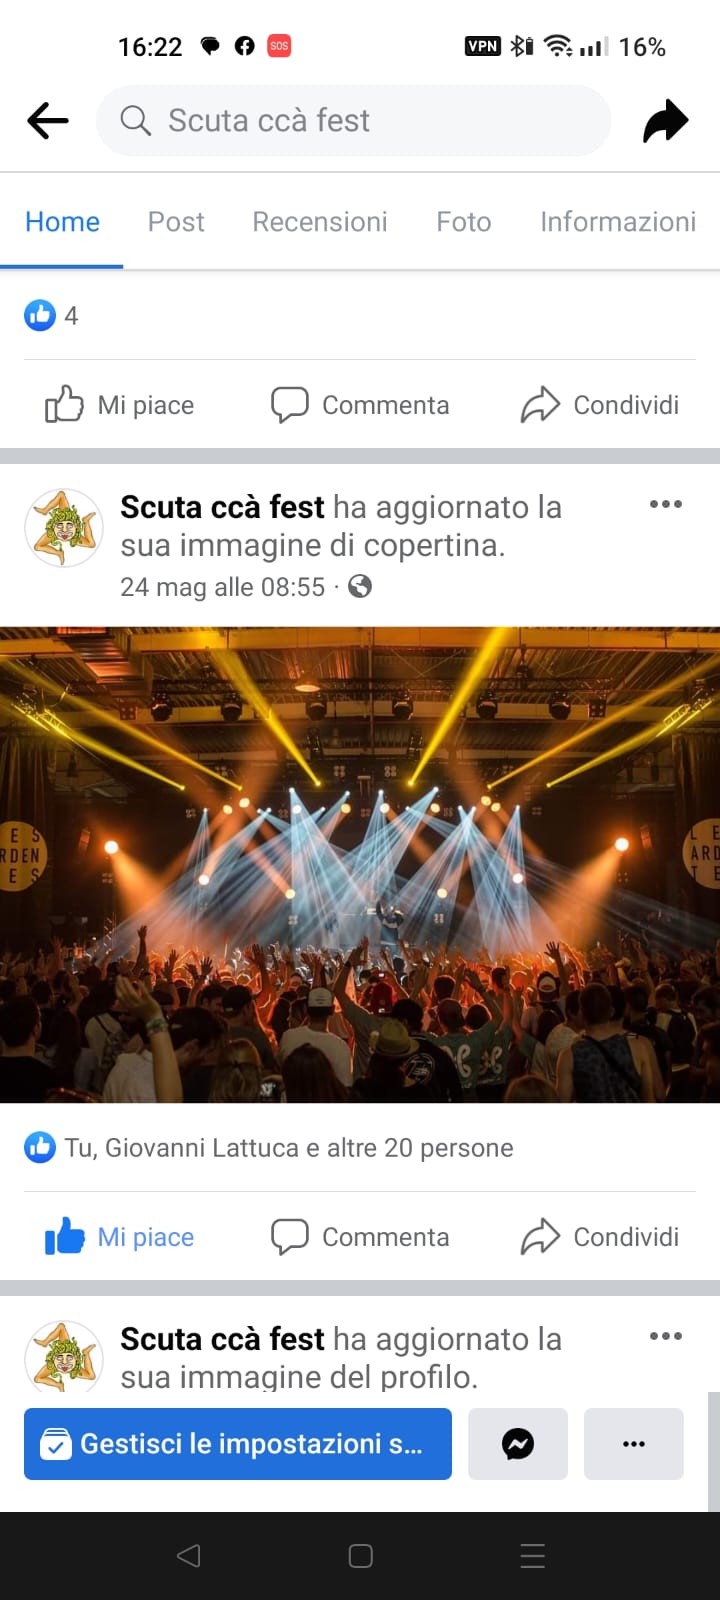 16:22 SOS VPN 16%
Scuta ccà fest
Home Post Recensioni Foto Informazioni
4
Mi piace Commenta Condividi
Scuta ccà fest ha aggiornato la
sua immagine di copertina.
24 mag alle 08:55 ·
E S
RDEN
E S
L E
ARD
T E
Tu, Giovanni Lattuca e altre 20 persone
Mi piace Commenta Condividi
Scuta ccà fest ha aggiornato la
sua immagine del profilo.
Gestisci le impostazioni s...